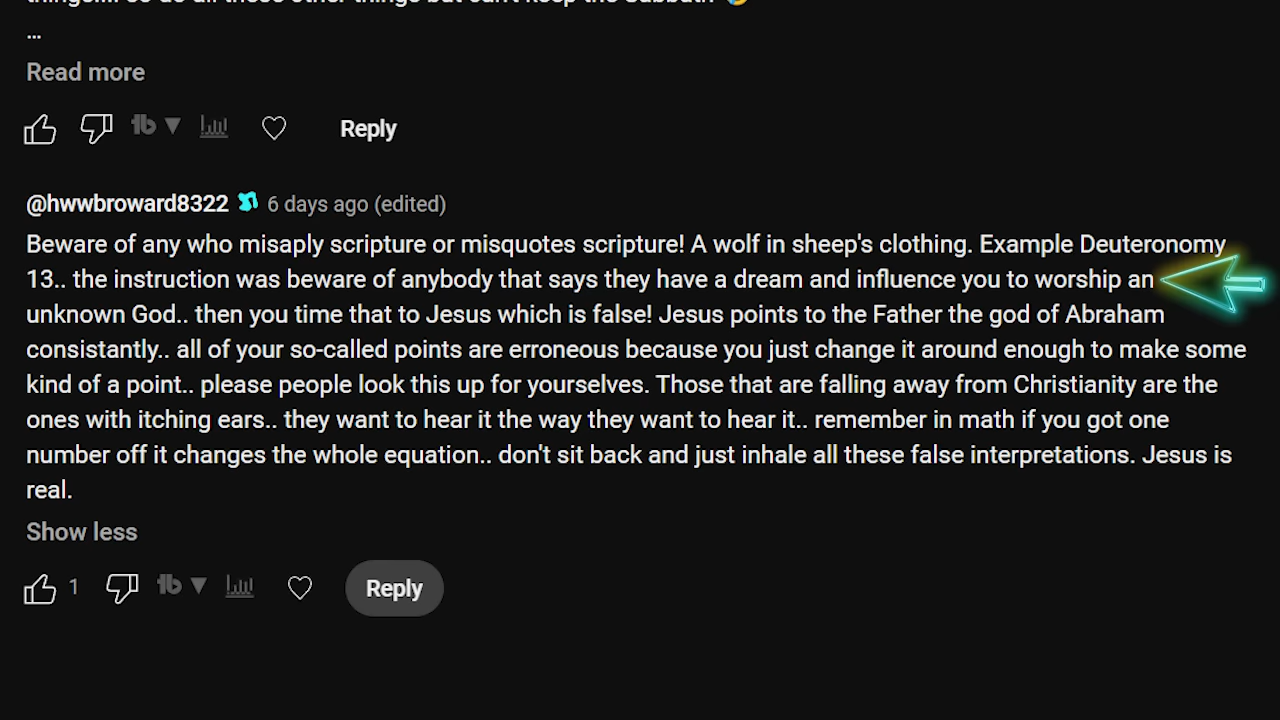 ...
Read more
Reply
@hwwbroward8322 6 days ago (edited)
Beware of any who misaply scripture or misquotes scripture! A wolf in sheep's clothing. Example Deuteronomy
13.. the instruction was beware of anybody that says they have a dream and influence you to worship an
unknown God.. then you time that to Jesus which is false! Jesus points to the Father the god of Abraham
consistantly.. all of your so-called points are erroneous because you just change it around enough to make some
kind of a point.. please people look this up for yourselves. Those that are falling away from Christianity are the
ones with itching ears.. they want to hear it the way they want to hear it.. remember in math if you got one
number off it changes the whole equation.. don't sit back and just inhale all these false interpretations. Jesus is
real.
Show less
1 Reply